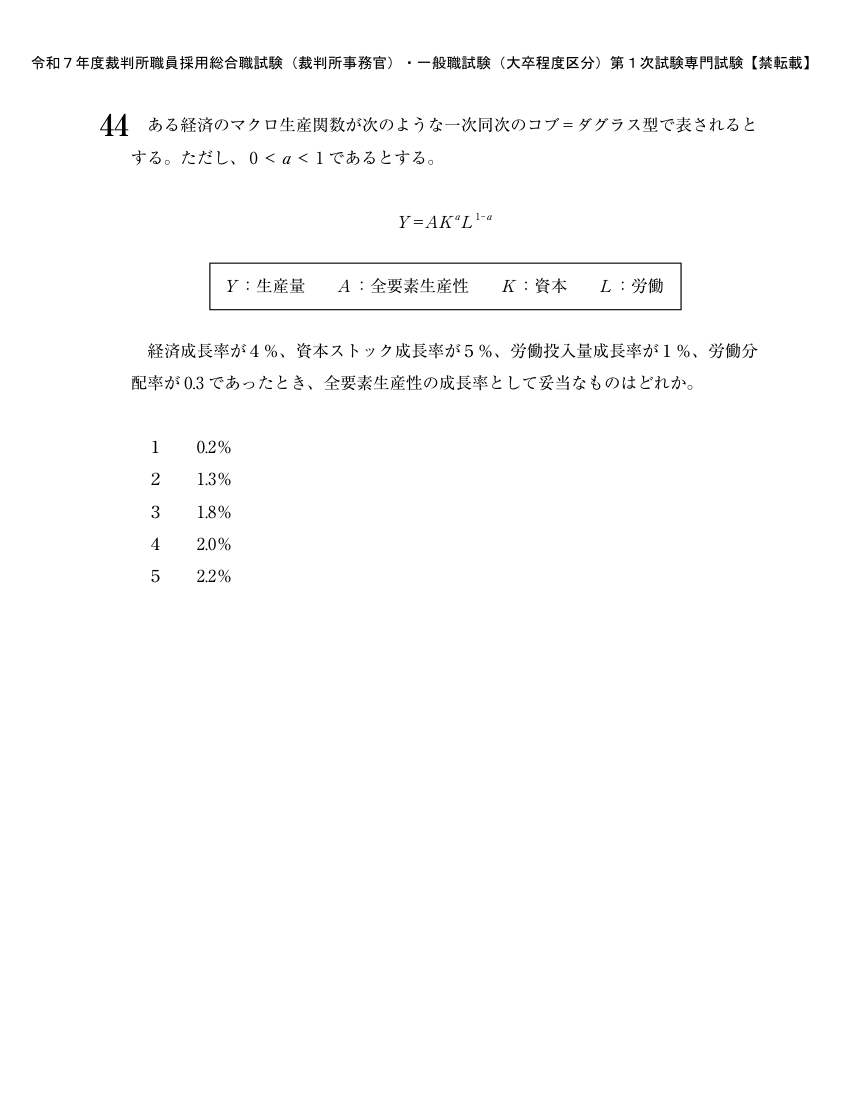 令和７年度裁判所職員採用総合職試験（裁判所事務官）・一般職試験（大卒程度区分）第１次試験専門試験【禁転載】
44　ある経済のマクロ生産関数が次のような一次同次のコブ＝ダグラス型で表されると
する。ただし、0 < a < 1 であるとする。
Y=AK^aL^{1-a}
Y：生産量　A：全要素生産性　K：資本　L：労働
経済成長率が４%、資本ストック成長率が５%、労働投入量成長率が１%、労働分
配率が 0.3 であったとき、全要素生産性の成長率として妥当なものはどれか。
1　0.2%
2　1.3%
3　1.8%
4　2.0%
5　2.2%